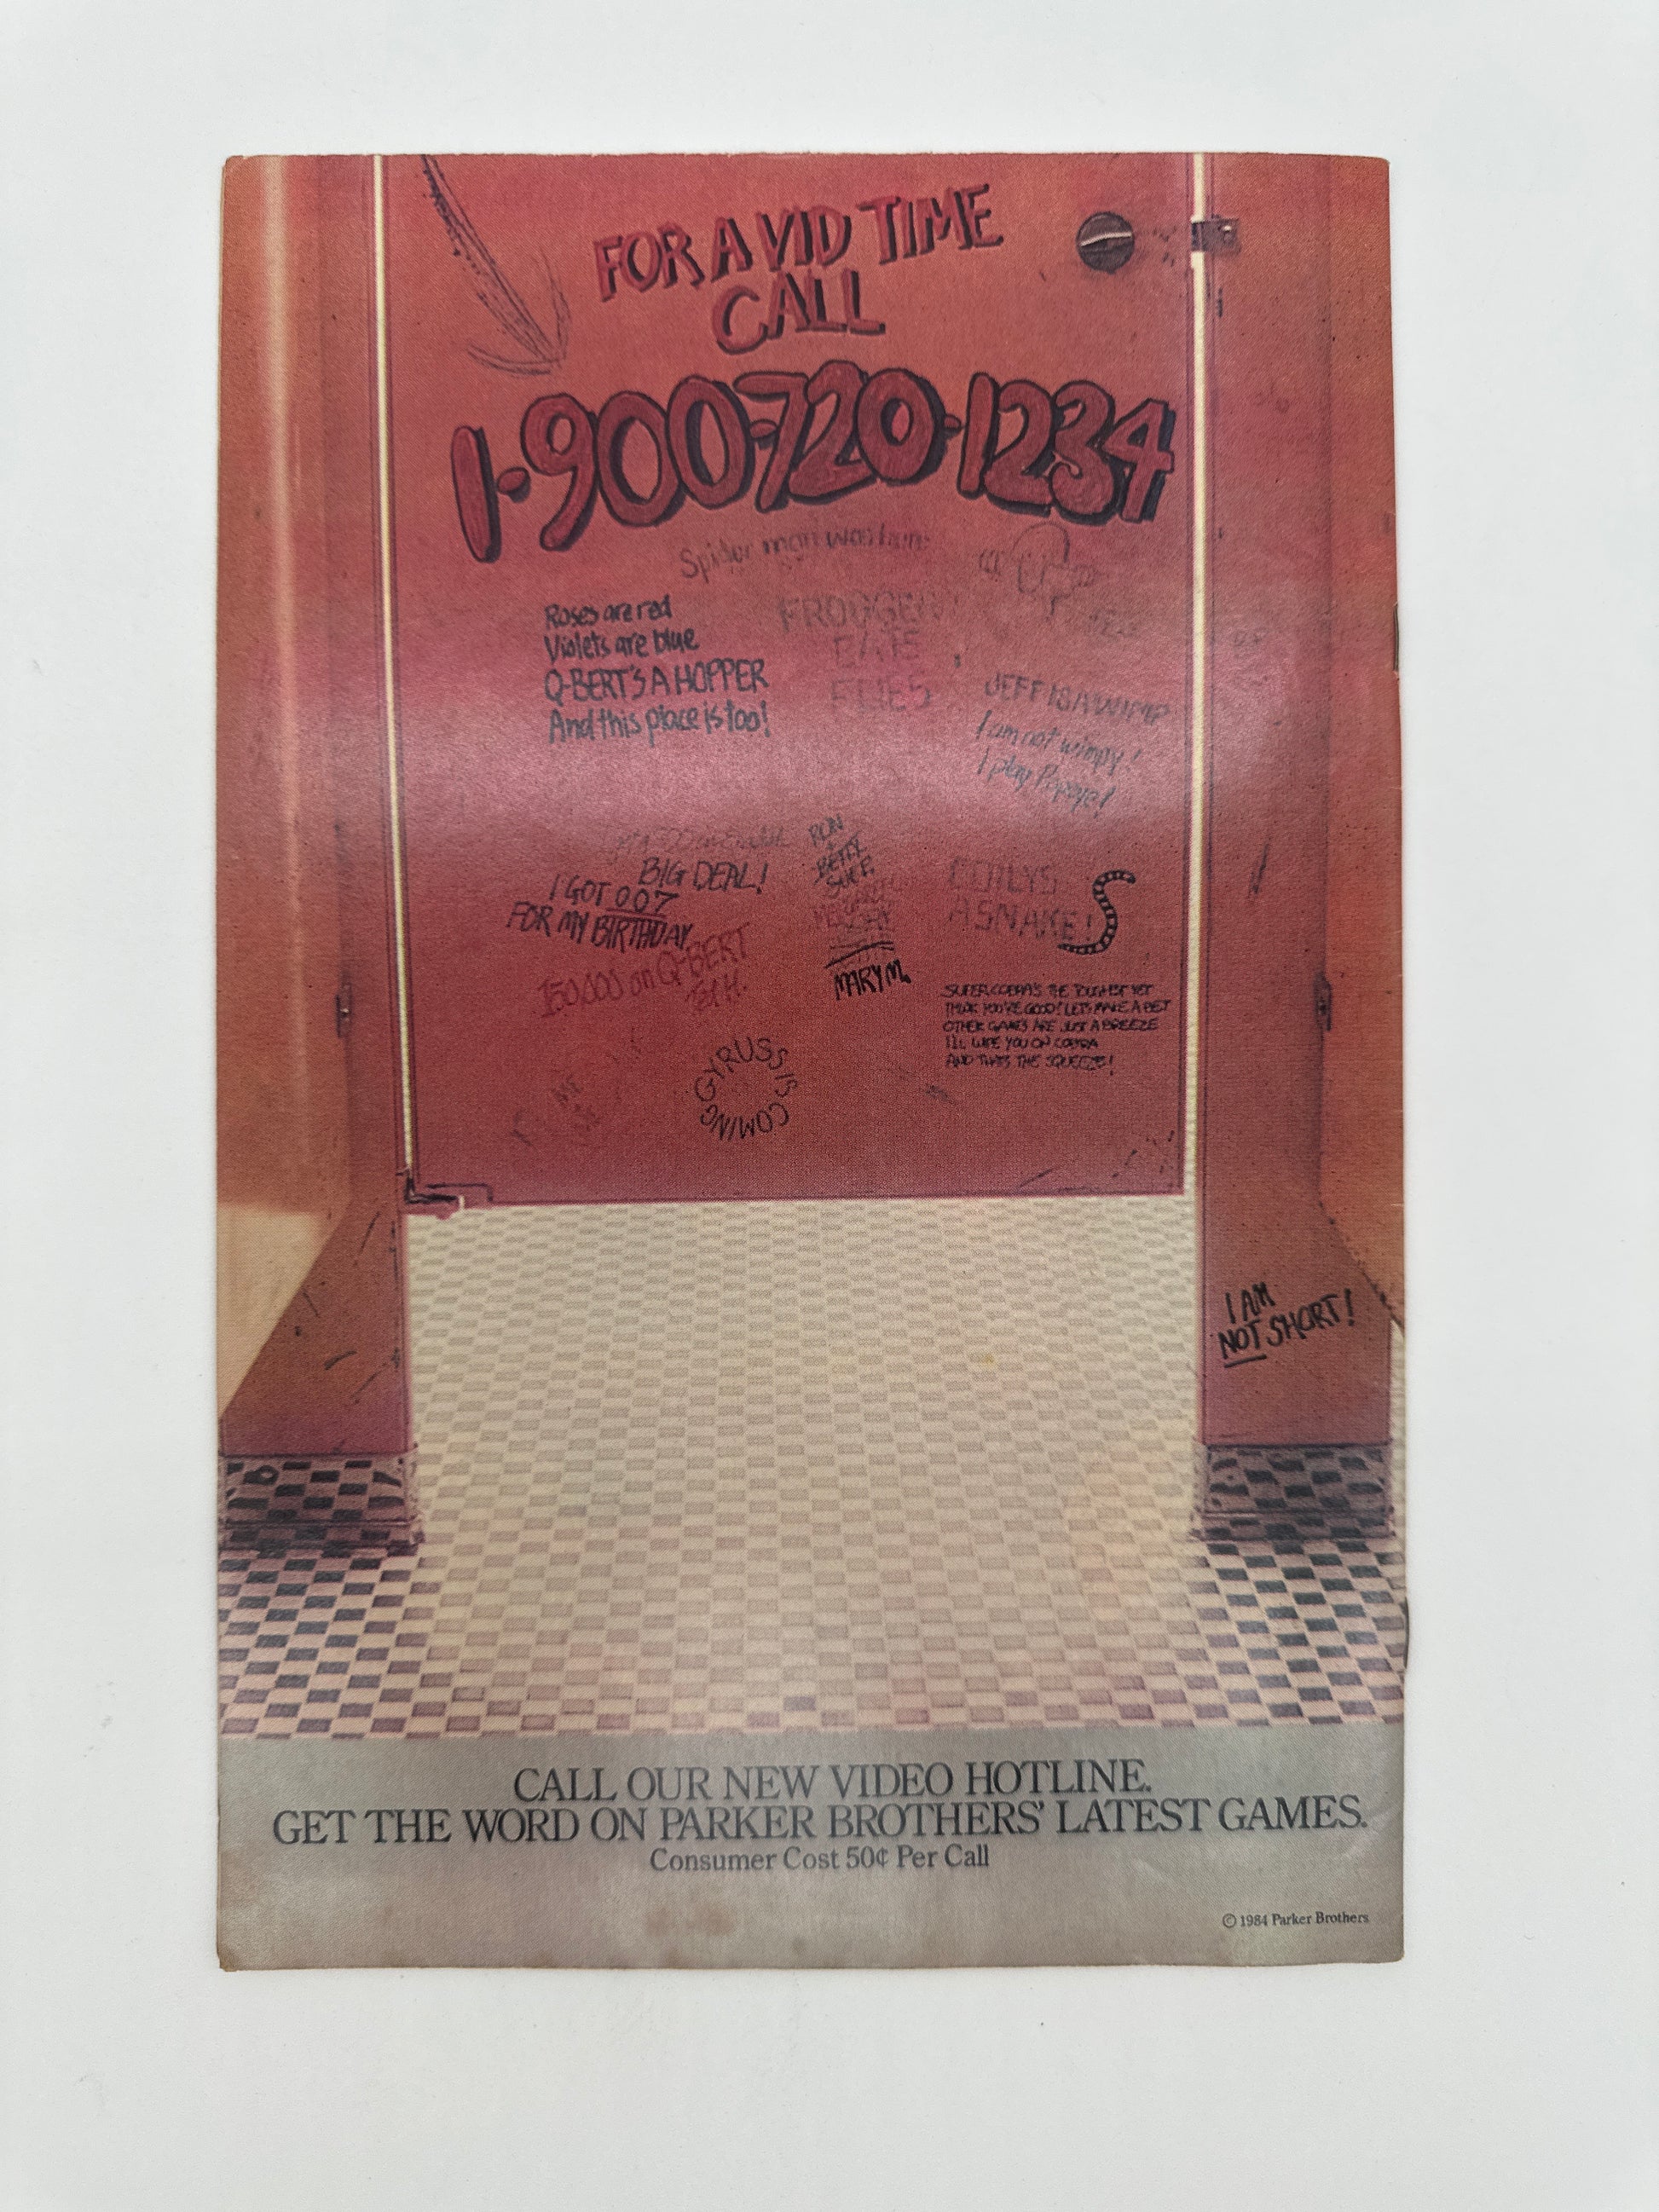 FOR A VID TIME
CALL
1-900-720-1234
Spider man was here
Roses are red
Violets are blue
Q-BERT'S A HOPPER
And this place is too!
FROGGER
EATS
FLIES
JEFF IS A WIMP
I am not wimpy!
I play Popeye!
BIG DEAL!
I GOT 007
FOR MY BIRTHDAY
150,000 on Q-BERT
RON
+
BETTY
SUE
MARY M.
A SNAKE!
SUPER COBRA'S THE TOUGHEST YET
THINK YOU'RE GOOD? LETS MAKE A BET
OTHER GAMES ARE JUST A BREEZE
I'LL WIPE YOU ON COBRA
AND THAT'S THE SQUEEZE!
GYRUSS IS COMING
I AM
NOT SHORT!
CALL OUR NEW VIDEO HOTLINE.
GET THE WORD ON PARKER BROTHERS' LATEST GAMES.
Consumer Cost 50¢ Per Call
© 1984 Parker Brothers